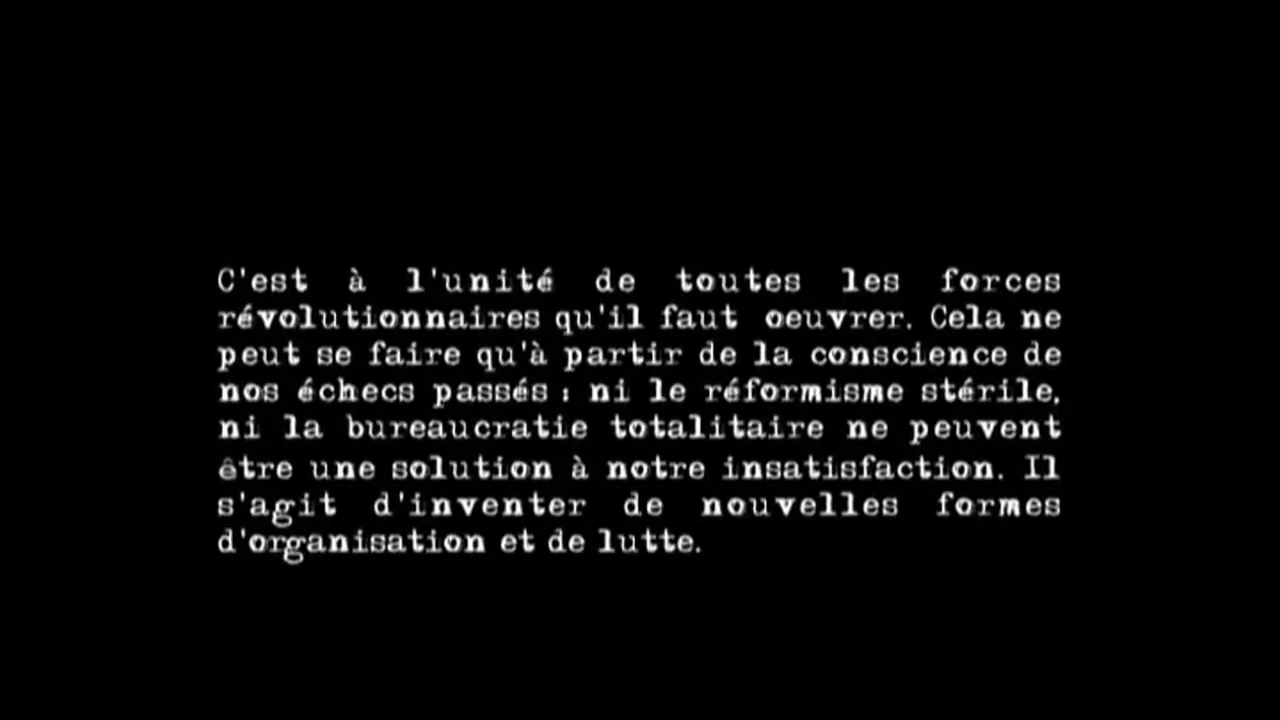 C'est à l'unité de toutes les forces
révolutionnaires qu'il faut oeuvrer. Cela ne
peut se faire qu'à partir de la conscience de
nos échecs passés : ni le réformisme stérile,
ni la bureaucratie totalitaire ne peuvent
être une solution à notre insatisfaction. Il
s'agit d'inventer de nouvelles formes
d'organisation et de lutte.